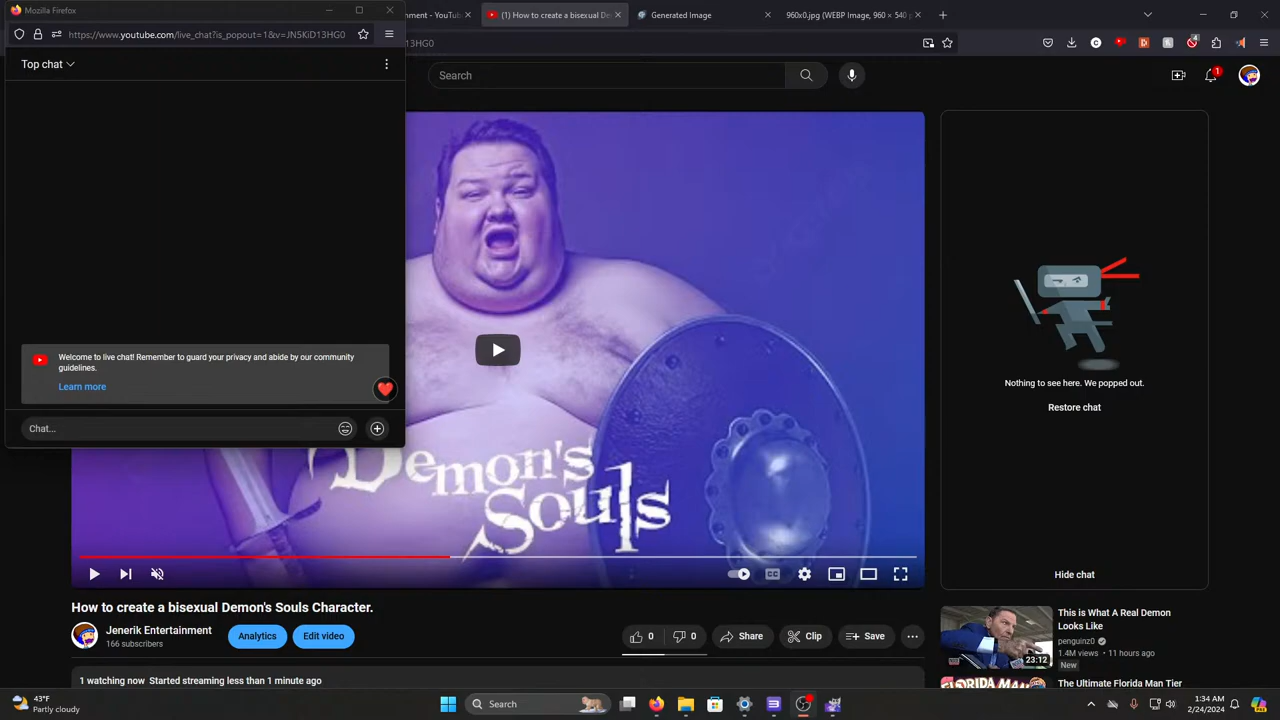 Mozilla Firefox
nment - YouTub
(1) How to create a bisexual De
Generated Image
960x0.jpg (WEBP Image, 960 × 540 p
https://www.youtube.com/live_chat?is_popout=1&v=JN5KiD13HG0
13HG0
Top chat
Search
1
4
Welcome to live chat! Remember to guard your privacy and abide by our community
guidelines.
Learn more
Chat...
Demon's
Souls
Nothing to see here. We popped out.
Restore chat
Hide chat
CC
How to create a bisexual Demon's Souls Character.
Jenerik Entertainment
166 subscribers
Analytics
Edit video
0
0
Share
Clip
Save
1 watching now Started streaming less than 1 minute ago
23:12
This is What A Real Demon
Looks Like
penguinz0
1.4M views • 11 hours ago
New
The Ultimate Florida Man Tier
43°F
Partly cloudy
Search
1:34 AM
2/24/2024